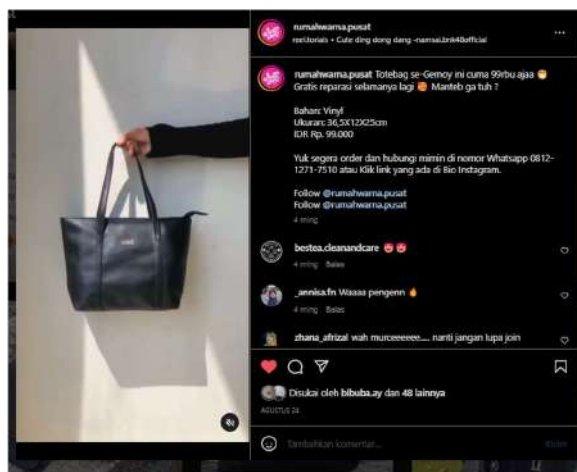 rumahwarna.pusat
reel.torials • Cute ding dong dang -namsai.bnk48official
rumahwarna.pusat Totebag se-Gemoy ini cuma 99rbu ajaa
Gratis reparasi selamanya lagi Manteb ga tuh ?
Bahan: Vinyl
Ukuran: 36,5X12X25cm
IDR Rp. 99.000
Yuk segera order dan hubungi mimin di nomor Whatsapp 0812-
1271-7510 atau Klik link yang ada di Bio Instagram.
Follow @rumahwarna.pusat
Follow @rumahwarna.pusat
4 ming
bestea.cleanandcare
4 ming Balas
_annisa.fn Waaaa pengenn
4 ming Balas
zhana_afrizal wah murceeeeee.... nanti jangan lupa join
Disukai oleh bibuba.ay dan 48 lainnya
AGUSTUS 24
Tambahkan komentar...